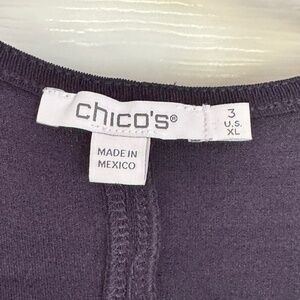 chico's®
3
U.S.
XL
MADE IN
MEXICO